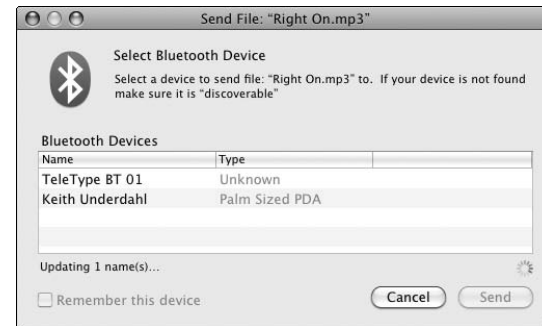 Send File: “Right On.mp3”
Select Bluetooth Device
Select a device to send file: “Right On.mp3” to.  If your device is not found
make sure it is “discoverable”
Bluetooth Devices
Name Type
TeleType BT 01 Unknown
Keith Underdahl Palm Sized PDA
Updating 1 name(s)...
Remember this device Cancel Send